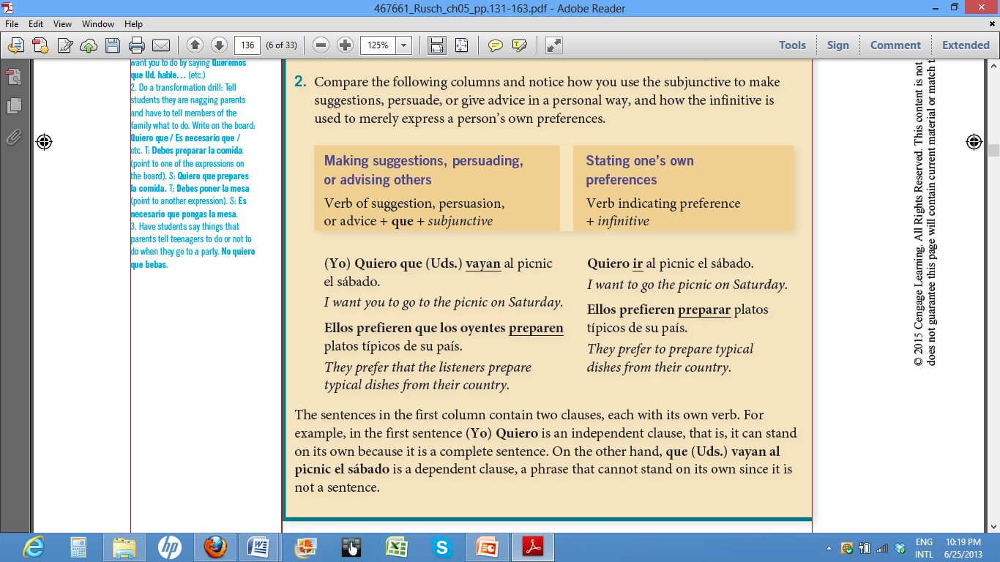 467661_Rusch_ch05_pp.131-163.pdf - Adobe Reader
File Edit View Window Help
136 (6 of 33) 125% Tools Sign Comment Extended
want you to do by saying Queremos
que Ud. hable… (etc.)
2. Do a transformation drill: Tell
students they are nagging parents
and have to tell members of the
family what to do. Write on the board:
Quiero que / Es necesario que /
etc. T: Debes preparar la comida
(point to one of the expressions on
the board). S: Quiero que prepares
la comida. T: Debes poner la mesa
(point to another expression). S: Es
necesario que pongas la mesa.
3. Have students say things that
parents tell teenagers to do or not to
do when they go to a party. No quiero
que bebas.
2. Compare the following columns and notice how you use the subjunctive to make
suggestions, persuade, or give advice in a personal way, and how the infinitive is
used to merely express a person's own preferences.
Making suggestions, persuading,
or advising others
Verb of suggestion, persuasion,
or advice + que + subjunctive
Stating one's own
preferences
Verb indicating preference
+ infinitive
(Yo) Quiero que (Uds.) vayan al picnic
el sábado.
I want you to go to the picnic on Saturday.
Ellos prefieren que los oyentes preparen
platos típicos de su país.
They prefer that the listeners prepare
typical dishes from their country.
Quiero ir al picnic el sábado.
I want to go the picnic on Saturday.
Ellos prefieren preparar platos
típicos de su país.
They prefer to prepare typical
dishes from their country.
The sentences in the first column contain two clauses, each with its own verb. For
example, in the first sentence (Yo) Quiero is an independent clause, that is, it can stand
on its own because it is a complete sentence. On the other hand, que (Uds.) vayan al
picnic el sábado is a dependent clause, a phrase that cannot stand on its own since it is
not a sentence.
© 2015 Cengage Learning. All Rights Reserved. This content is not
does not guarantee this page will contain current material or match
hp
ENG 10:19 PM
INTL 6/25/2013